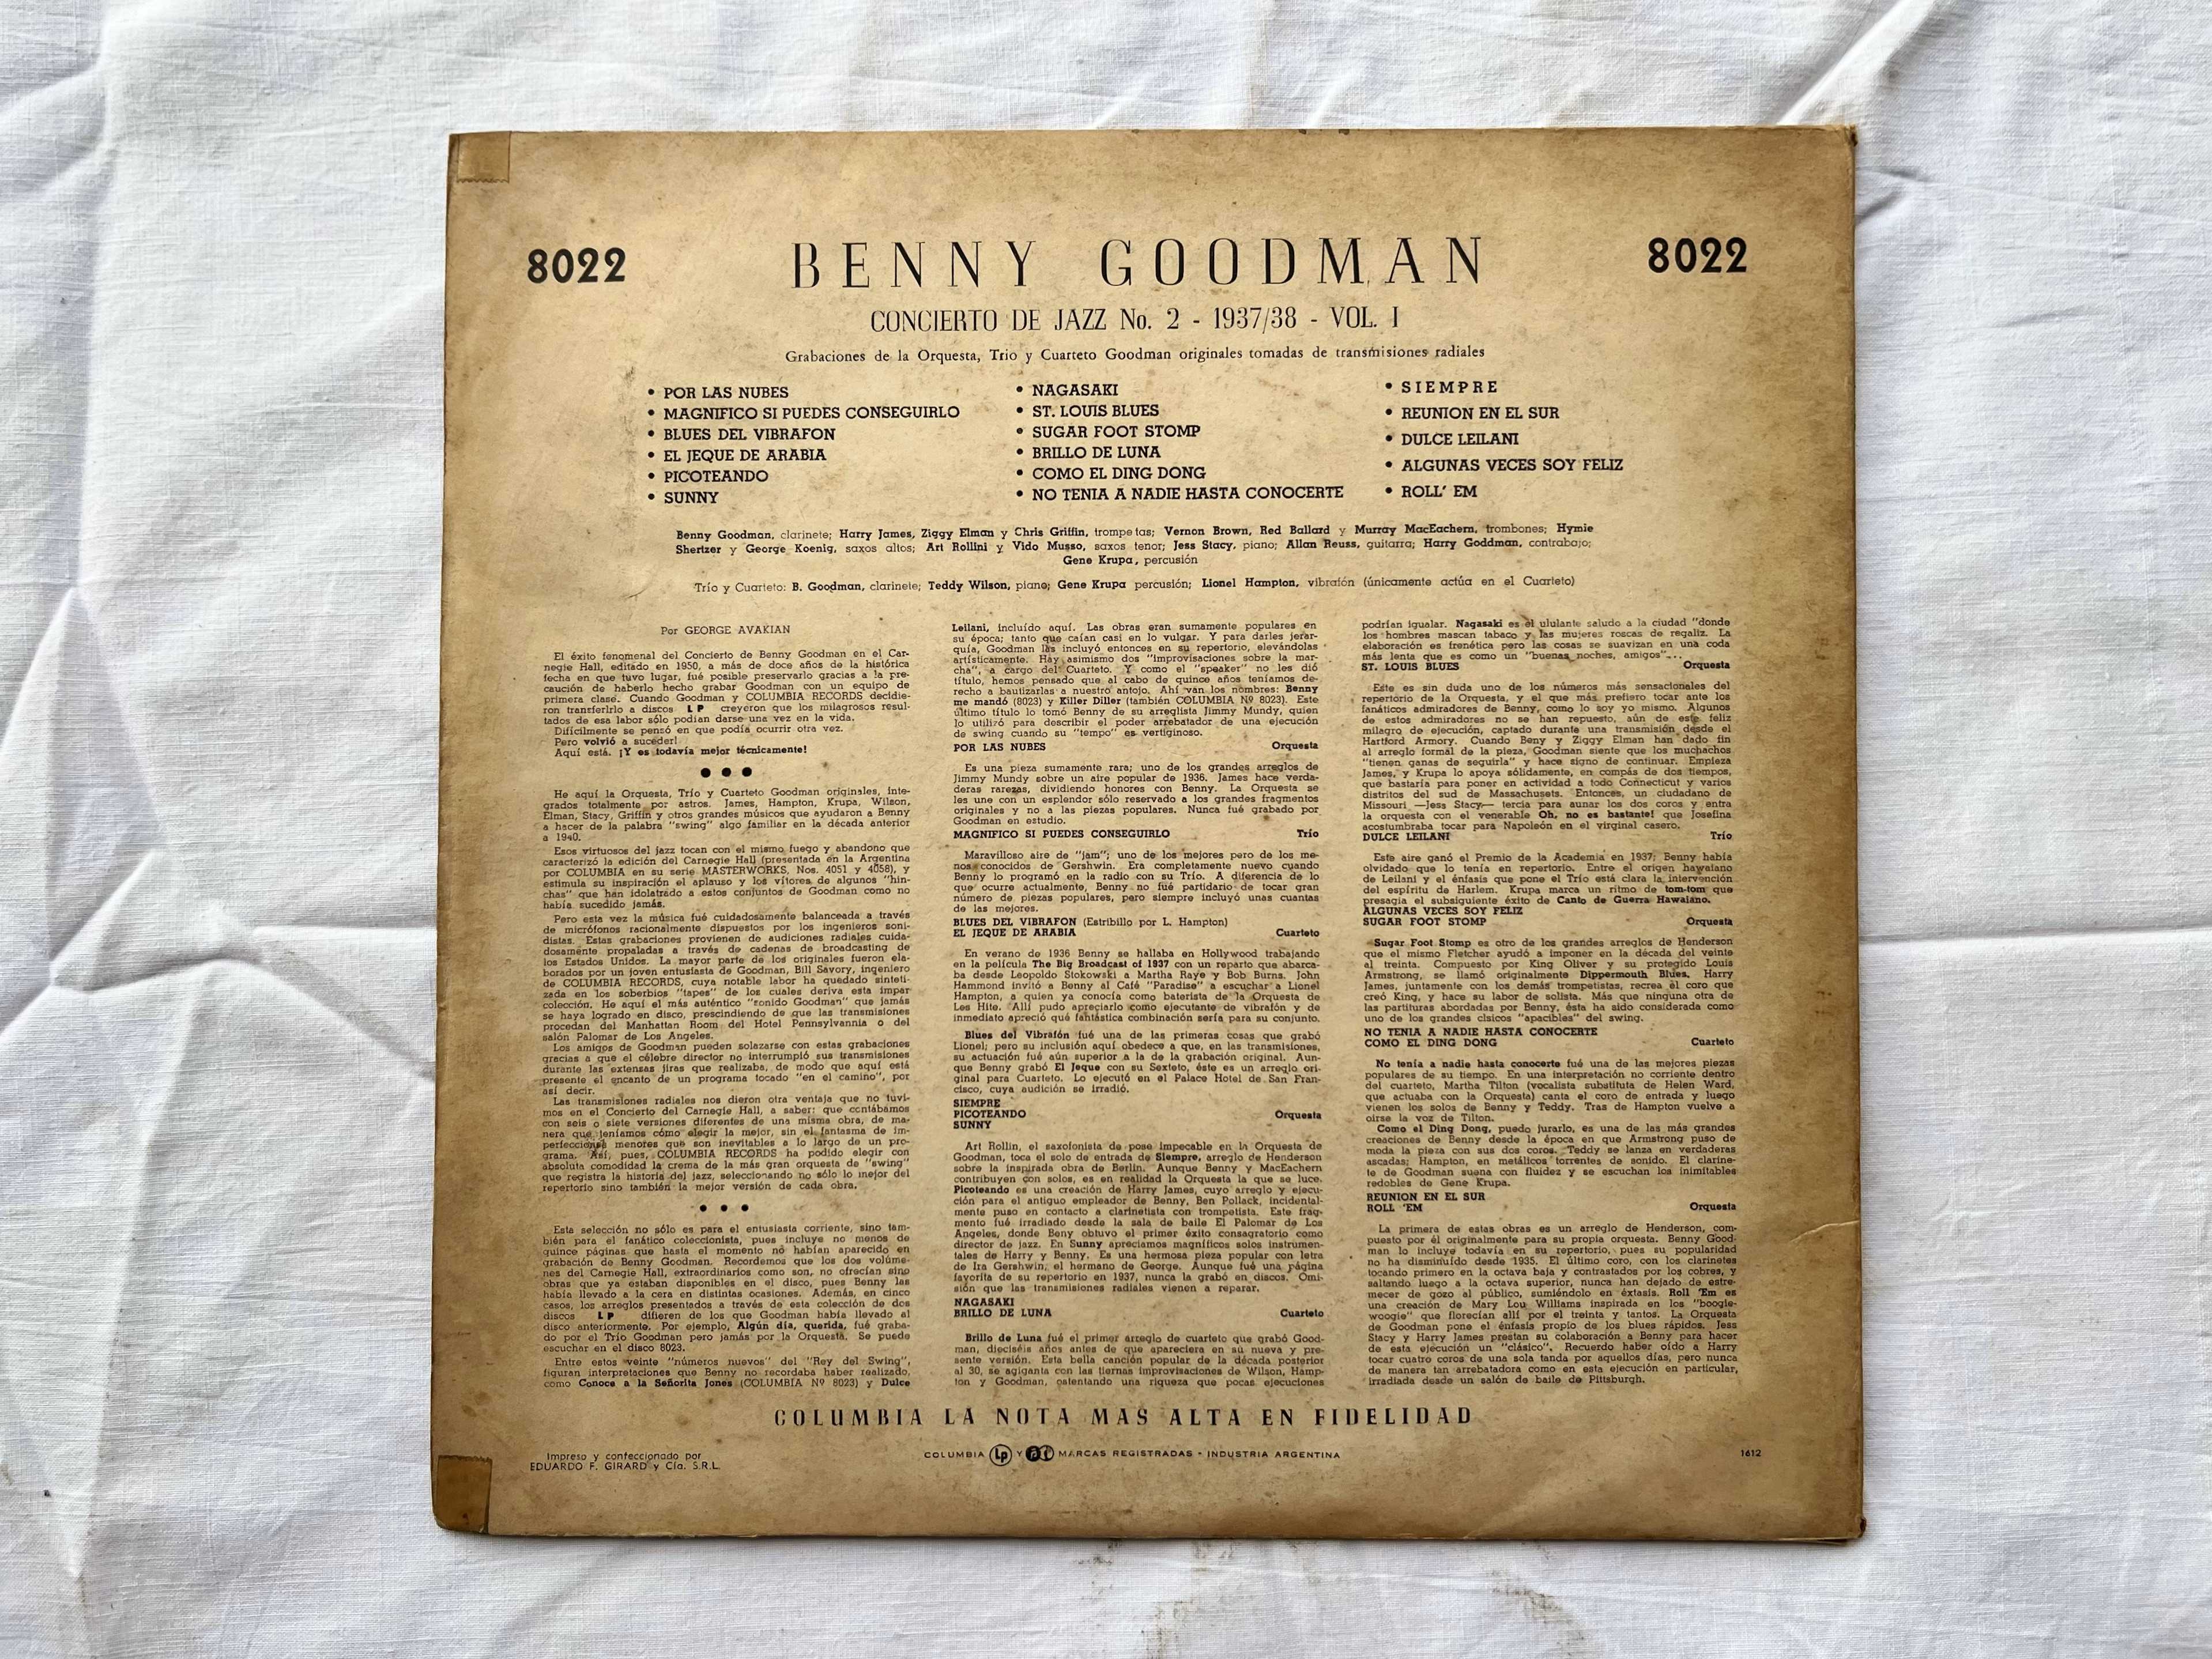 8022
BENNY GOODMAN
8022
CONCIERTO DE JAZZ No. 2 - 1937/38 - VOL. I
Grabaciones de la Orquesta, Trio y Cuarteto Goodman originales tomadas de transmisiones radiales
• POR LAS NUBES
• MAGNIFICO SI PUEDES CONSEGUIRLO
• BLUES DEL VIBRAFON
• EL JEQUE DE ARABIA
• PICOTEANDO
• SUNNY
• NAGASAKI
• ST. LOUIS BLUES
• SUGAR FOOT STOMP
• BRILLO DE LUNA
• COMO EL DING DONG
• NO TENIA A NADIE HASTA CONOCERTE
• SIEMPRE
• REUNION EN EL SUR
• DULCE LEILANI
• ALGUNAS VECES SOY FELIZ
• ROLL' EM
Benny Goodman, clarinete; Harry James, Ziggy Elman y Chris Griffin, trompetas; Vernon Brown, Red Ballard y Murray MacEachern, trombones; Hymie
Shertzer y George Koenig, saxos altos; Art Rollini y Vido Musso, saxos tenor; Jess Stacy, piano; Allan Reuss, guitarra; Harry Goddman, contrabajo;
Gene Krupa, percusión
Trío y Cuarteto: B. Goodman, clarinete; Teddy Wilson, piano; Gene Krupa percusión; Lionel Hampton, vibrafón (únicamente actúa en el Cuarteto)
Por GEORGE AVAKIAN
El éxito fenomenal del Concierto de Benny Goodman en el Car-
negie Hall, editado en 1950, a más de doce años de la histórica
fecha en que tuvo lugar, fué posible preservarlo gracias a la pre-
caución de haberlo hecho grabar Goodman con un equipo de
primera clase. Cuando Goodman y COLUMBIA RECORDS decidie-
ron transferirlo a discos LP creyeron que los milagrosos resul-
tados de esa labor sólo podían darse una vez en la vida.
Difícilmente se pensó en que podía ocurrir otra vez.
Pero volvió a suceder!
Aquí está. ¡Y es todavía mejor técnicamente!
● ● ●
He aquí la Orquesta, Trío y Cuarteto Goodman originales, inte-
grados totalmente por astros. James, Hampton, Krupa, Wilson,
Elman, Stacy, Griffin y otros grandes músicos que ayudaron a Benny
a hacer de la palabra "swing" algo familiar en la década anterior
a 1940.
Esos virtuosos del jazz tocan con el mismo fuego y abandono que
caracterizó la edición del Carnegie Hall (presentada en la Argentina
por COLUMBIA en su serie MASTERWORKS, Nos. 4051 y 4058), y
estimula su inspiración el aplauso y los vítores de algunos "hin-
chas" que han idolatrado a estos conjuntos de Goodman como no
había sucedido jamás.
Pero esta vez la música fué cuidadosamente balanceada a través
de micrófonos racionalmente dispuestos por los ingenieros soni-
distas. Estas grabaciones provienen de audiciones radiales cuida-
dosamente propaladas a través de cadenas de broadcasting de
los Estados Unidos. La mayor parte de los originales fueron ela-
borados por un joven entusiasta de Goodman, Bill Savory, ingeniero
de COLUMBIA RECORDS, cuya notable labor ha quedado sinteti-
zada en los soberbios "tapes" de los cuales deriva esta impar
colección. He aquí el más auténtico "sonido Goodman" que jamás
se haya logrado en disco, prescindiendo de que las transmisiones
procedan del Manhattan Room del Hotel Pennsylvannia o del
salón Palomar de Los Angeles.
Los amigos de Goodman pueden solazarse con estas grabaciones
gracias a que el célebre director no interrumpió sus transmisiones
durante las extensas jiras que realizaba, de modo que aquí está
presente el encanto de un programa tocado "en el camino", por
así decir.
Las transmisiones radiales nos dieron otra ventaja que no tuvi-
mos en el Concierto del Carnegie Hall, a saber: que contábamos
con seis o siete versiones diferentes de una misma obra, de ma-
nera que teníamos cómo elegir la mejor, sin el fantasma de im-
perfecciones menores que son inevitables a lo largo de un pro-
grama. Así, pues, COLUMBIA RECORDS ha podido elegir con
absoluta comodidad la crema de la más gran orquesta de "swing"
que registra la historia del jazz, seleccionando no sólo lo mejor del
repertorio sino también la mejor versión de cada obra.
● ● ●
Esta selección no sólo es para el entusiasta corriente, sino tam-
bién para el fanático coleccionista, pues incluye no menos de
quince páginas que hasta el momento no habían aparecido en
grabación de Benny Goodman. Recordemos que los dos volúme-
nes del Carnegie Hall, extraordinarios como son, no ofrecían sino
obras que ya estaban disponibles en el disco, pues Benny las
había llevado a la cera en distintas ocasiones. Además, en cinco
casos, los arreglos presentados a través de esta colección de dos
discos LP difieren de los que Goodman había llevado al
disco anteriormente. Por ejemplo, Algún día, querida, fué graba-
do por el Trío Goodman pero jamás por la Orquesta. Se puede
escuchar en el disco 8023.
Entre estos veinte "números nuevos" del "Rey del Swing",
figuran interpretaciones que Benny no recordaba haber realizado,
como Conoce a la Señorita Jones (COLUMBIA Nº 8023) y Dulce
Leilani, incluído aquí. Las obras eran sumamente populares en
su época; tanto que caían casi en lo vulgar. Y para darles jerar-
quía, Goodman las incluyó entonces en su repertorio, elevándolas
artísticamente. Hay asimismo dos "improvisaciones sobre la mar-
cha", a cargo del Cuarteto. Y como el "speaker" no les dió
título, hemos pensado que al cabo de quince años teníamos de-
recho a bautizarlas a nuestro antojo. Ahí van los nombres: Benny
me mandó (8023) y Killer Diller (también COLUMBIA Nº 8023). Este
último título lo tomó Benny de su arreglista Jimmy Mundy, quien
lo utilizó para describir el poder arrebatador de una ejecución
de swing cuando su "tempo" es vertiginoso.
POR LAS NUBES Orquesta
Es una pieza sumamente rara; uno de los grandes arreglos de
Jimmy Mundy sobre un aire popular de 1936. James hace verda-
deras rarezas, dividiendo honores con Benny. La Orquesta se
les une con un esplendor sólo reservado a los grandes fragmentos
originales y no a las piezas populares. Nunca fué grabado por
Goodman en estudio.
MAGNIFICO SI PUEDES CONSEGUIRLO Trío
Maravilloso aire de "jam"; uno de los mejores pero de los me-
nos conocidos de Gershwin. Era completamente nuevo cuando
Benny lo programó en la radio con su Trío. A diferencia de lo
que ocurre actualmente, Benny no fué partidario de tocar gran
número de piezas populares, pero siempre incluyó unas cuantas
de las mejores.
BLUES DEL VIBRAFON (Estribillo por L. Hampton)
EL JEQUE DE ARABIA Cuarteto
En verano de 1936 Benny se hallaba en Hollywood trabajando
en la película The Big Broadcast of 1937 con un reparto que abarca-
ba desde Leopoldo Stokowski a Martha Raye y Bob Burns. John
Hammond invitó a Benny al Café "Paradise" a escuchar a Lionel
Hampton, a quien ya conocía como baterista de la Orquesta de
Les Hite. Allí pudo apreciarlo como ejecutante de vibrafón y de
inmediato apreció qué fantástica combinación sería para su conjunto.
Blues del Vibrafón fué una de las primeras cosas que grabó
Lionel; pero su inclusión aquí obedece a que, en las transmisiones,
su actuación fué aún superior a la de la grabación original. Aun-
que Benny grabó El Jeque con su Sexteto, éste es un arreglo ori-
ginal para Cuarteto. Lo ejecutó en el Palace Hotel de San Fran-
cisco, cuya audición se irradió.
SIEMPRE
PICOTEANDO Orquesta
SUNNY
Art Rollin, el saxofonista de pose impecable en la Orquesta de
Goodman, toca el solo de entrada de Siempre, arreglo de Henderson
sobre la inspirada obra de Berlin. Aunque Benny y MacEachern
contribuyen con solos, es en realidad la Orquesta la que se luce.
Picoteando es una creación de Harry James, cuyo arreglo y ejecu-
ción para el antiguo empleador de Benny, Ben Pollack, incidental-
mente puso en contacto a clarinetista con trompetista. Este frag-
mento fué irradiado desde la sala de baile El Palomar de Los
Angeles, donde Beny obtuvo el primer éxito consagratorio como
director de jazz. En Sunny apreciamos magníficos solos instrumen-
tales de Harry y Benny. Es una hermosa pieza popular con letra
de Ira Gershwin, el hermano de George. Aunque fué una página
favorita de su repertorio en 1937, nunca la grabó en discos. Omi-
sión que las transmisiones radiales vienen a reparar.
NAGASAKI
BRILLO DE LUNA Cuarteto
Brillo de Luna fué el primer arreglo de cuarteto que grabó Good-
man, dieciséis años antes de que apareciera en su nueva y pre-
sente versión. Esta bella canción popular de la década posterior
al 30, se agiganta con las tiernas improvisaciones de Wilson, Hamp-
ton y Goodman, ostentando una riqueza que pocas ejecuciones
podrían igualar. Nagasaki es el ululante saludo a la ciudad "donde
los hombres mascan tabaco y las mujeres roscas de regaliz. La
elaboración es frenética pero las cosas se suavizan en una coda
más lenta que es como un "buenas noches, amigos"...
ST. LOUIS BLUES Orquesta
Este es sin duda uno de los números más sensacionales del
repertorio de la Orquesta, y el que más prefiero tocar ante los
fanáticos admiradores de Benny, como lo soy yo mismo. Algunos
de estos admiradores no se han repuesto, aún de este feliz
milagro de ejecución, captado durante una transmisión desde el
Hartford Armory. Cuando Beny y Ziggy Elman han dado fin
al arreglo formal de la pieza, Goodman siente que los muchachos
"tienen ganas de seguirla" y hace signo de continuar. Empieza
James, y Krupa lo apoya sólidamente, en compás de dos tiempos,
que bastaría para poner en actividad a todo Connecticut y varios
distritos del sud de Massachusets. Entonces, un ciudadano de
Missouri —Jess Stacy— tercia para aunar los dos coros y entra
la orquesta con el venerable Oh, no es bastante! que Josefina
acostumbraba tocar para Napoleón en el virginal casero.
DULCE LEILANI Trío
Este aire ganó el Premio de la Academia en 1937; Benny había
olvidado que lo tenía en repertorio. Entre el origen hawaiano
de Leilani y el énfasis que pone el Trío está clara la intervención
del espíritu de Harlem. Krupa marca un ritmo de tom-tom que
presagia el subsiguiente éxito de Canto de Guerra Hawaiano.
ALGUNAS VECES SOY FELIZ
SUGAR FOOT STOMP Orquesta
Sugar Foot Stomp es otro de los grandes arreglos de Henderson
que el mismo Fletcher ayudó a imponer en la década del veinte
al treinta. Compuesto por King Oliver y su protegido Louis
Armstrong, se llamó originalmente Dippermouth Blues. Harry
James, juntamente con los demás trompetistas, recrea el coro que
creó King, y hace su labor de solista. Más que ninguna otra de
las partituras abordadas por Benny, ésta ha sido considerada como
uno de los grandes clsicos "apacibles" del swing.
NO TENIA A NADIE HASTA CONOCERTE
COMO EL DING DONG Cuarteto
No tenía a nadie hasta conocerte fué una de las mejores piezas
populares de su tiempo. En una interpretación no corriente dentro
del cuarteto, Martha Tilton (vocalista substituta de Helen Ward,
que actuaba con la Orquesta) canta el coro de entrada y luego
vienen los solos de Benny y Teddy. Tras de Hampton vuelve a
oirse la voz de Tilton.
Como el Ding Dong, puedo jurarlo, es una de las más grandes
creaciones de Benny desde la época en que Armstrong puso de
moda la pieza con sus dos coros. Teddy se lanza en verdaderas
ascadas; Hampton, en metálicos torrentes de sonido. El clarine-
te de Goodman suena con fluidez y se escuchan los inimitables
redobles de Gene Krupa.
REUNION EN EL SUR
ROLL 'EM Orquesta
La primera de estas obras es un arreglo de Henderson, com-
puesto por él originalmente para su propia orquesta. Benny Good-
man lo incluye todavía en su repertorio, pues su popularidad
no ha disminuído desde 1935. El último coro, con los clarinetes
tocando primero en la octava baja y contrastados por los cobres, y
saltando luego a la octava superior, nunca han dejado de estre-
mecer de gozo al público, sumiéndolo en éxtasis. Roll 'Em es
una creación de Mary Lou Williams inspirada en los "boogie-
woogie" que florecían allí por el treinta y tantos. La Orquesta
de Goodman pone el énfasis propio de los blues rápidos. Jess
Stacy y Harry James prestan su colaboración a Benny para hacer
de esta ejecución un "clásico". Recuerdo haber oído a Harry
tocar cuatro coros de una sola tanda por aquellos días, pero nunca
de manera tan arrebatadora como en esta ejecución en particular,
irradiada desde un salón de baile de Pittsburgh.
COLUMBIA LA NOTA MAS ALTA EN FIDELIDAD
Impreso y confeccionado por
EDUARDO F. GIRARD y Cía. S.R.L.
COLUMBIA Lp Y MARCAS REGISTRADAS - INDUSTRIA ARGENTINA
1612